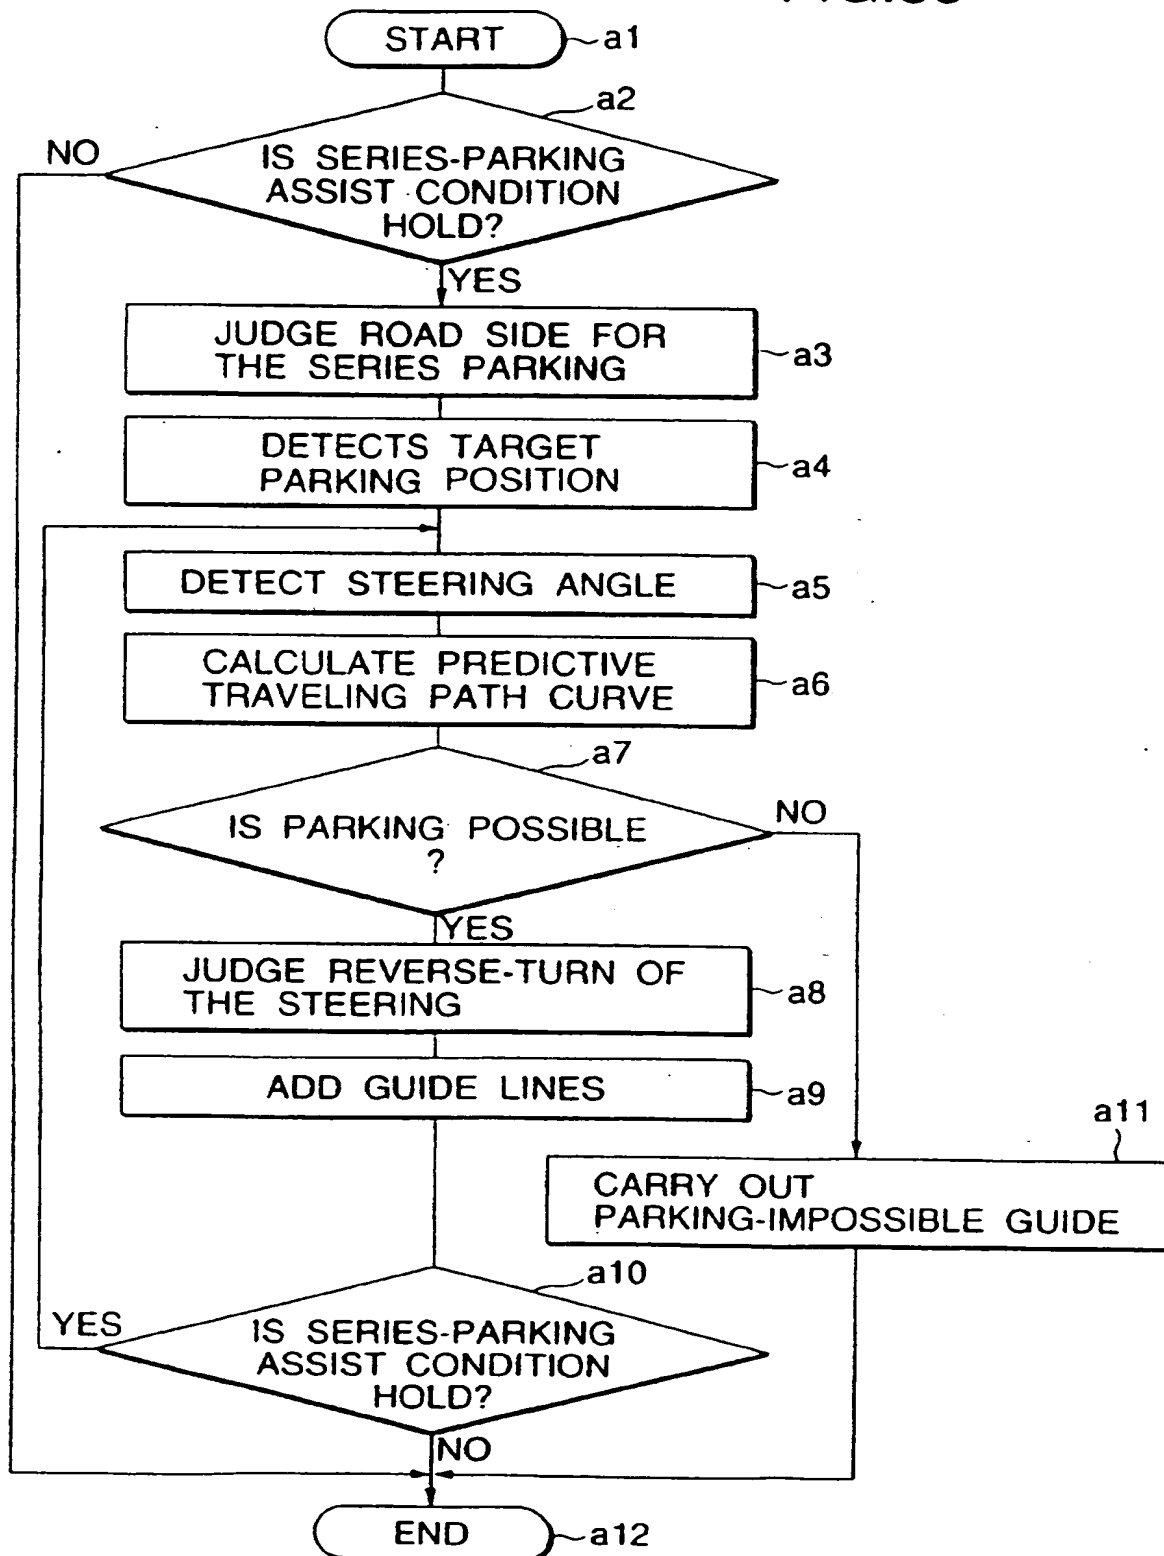 START
a1
a2
NO
IS SERIES-PARKING
ASSIST CONDITION
HOLD?
YES
JUDGE ROAD SIDE FOR
THE SERIES PARKING
a3
DETECTS TARGET
PARKING POSITION
a4
DETECT STEERING ANGLE
a5
CALCULATE PREDICTIVE
TRAVELING PATH CURVE
a6
a7
IS PARKING POSSIBLE
?
NO
YES
JUDGE REVERSE-TURN OF
THE STEERING
a8
ADD GUIDE LINES
a9
a11
CARRY OUT
PARKING-IMPOSSIBLE GUIDE
a10
YES
IS SERIES-PARKING
ASSIST CONDITION
HOLD?
NO
END
a12